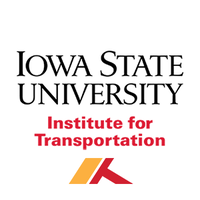 IOWA STATE
UNIVERSITY
Institute for
Transportation